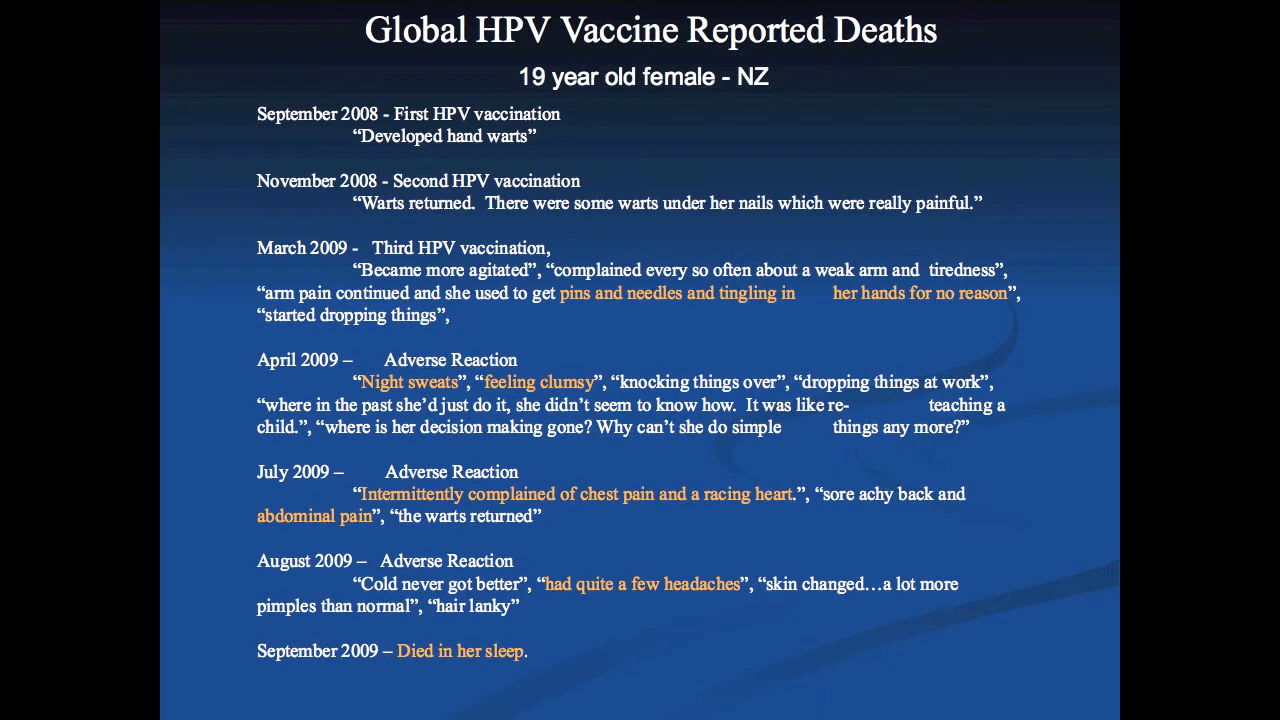 Global HPV Vaccine Reported Deaths
19 year old female - NZ
September 2008 - First HPV vaccination
“Developed hand warts”
November 2008 - Second HPV vaccination
“Warts returned. There were some warts under her nails which were really painful.”
March 2009 - Third HPV vaccination,
“Became more agitated”, “complained every so often about a weak arm and tiredness”,
“arm pain continued and she used to get pins and needles and tingling in her hands for no reason”,
“started dropping things”,
April 2009 – Adverse Reaction
“Night sweats”, “feeling clumsy”, “knocking things over”, “dropping things at work”,
“where in the past she’d just do it, she didn’t seem to know how. It was like re- teaching a
child.”, “where is her decision making gone? Why can’t she do simple things any more?”
July 2009 – Adverse Reaction
“Intermittently complained of chest pain and a racing heart.”, “sore achy back and
abdominal pain”, “the warts returned”
August 2009 – Adverse Reaction
“Cold never got better”, “had quite a few headaches”, “skin changed…a lot more
pimples than normal”, “hair lanky”
September 2009 – Died in her sleep.